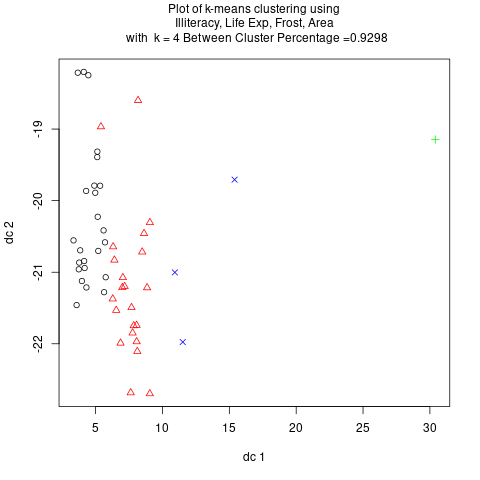 Plot of k-means clustering using
Illiteracy, Life Exp, Frost, Area
with  k = 4 Between Cluster Percentage =0.9298
-19
-20
-21
-22
dc 2
5
10
15
20
25
30
dc 1